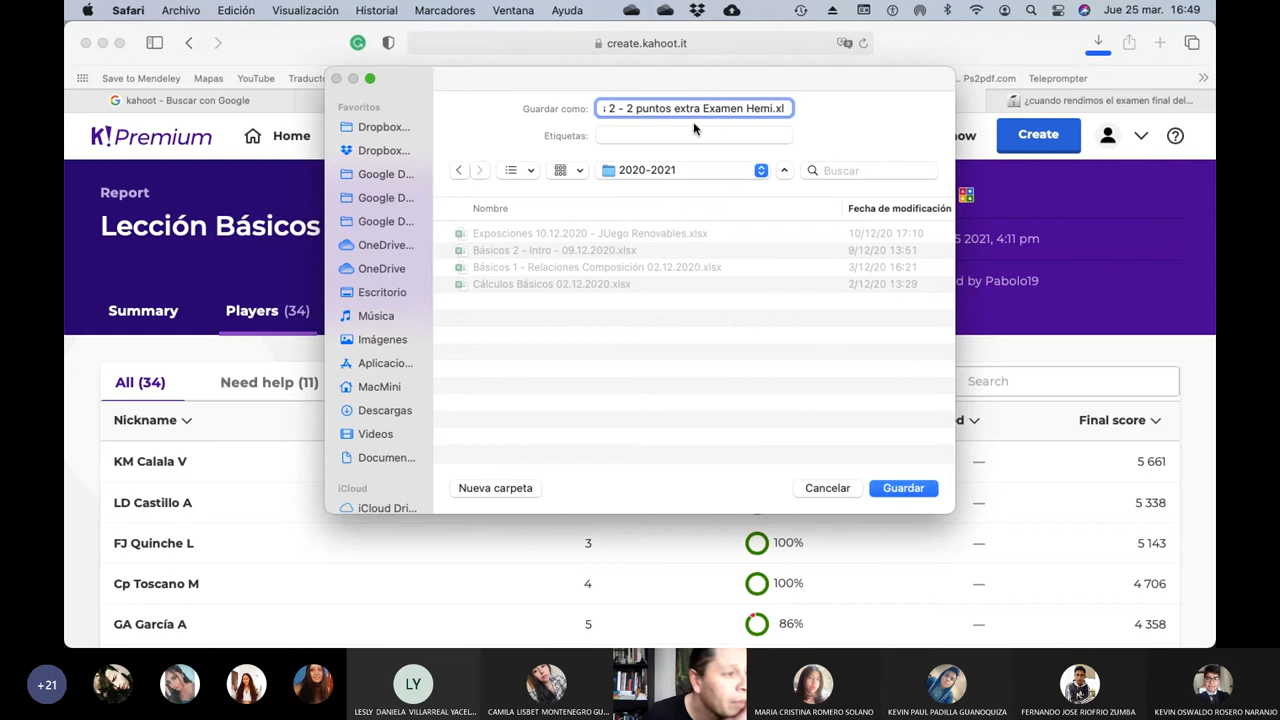 Safari Archivo Edición Visualización Historial Marcadores Ventana Ayuda Jue 25 mar. 16:49
create.kahoot.it
Save to Mendeley Mapas YouTube Traducto Ps2pdf.com Teleprompter
kahoot - Buscar con Google ¿cuando rendimos el examen final del...
K!Premium Home now Create
Favoritos
Dropbox...
Dropbox...
Google D...
Google D...
Google D...
OneDrive...
OneDrive
Escritorio
Música
Imágenes
Aplicacio...
MacMini
Descargas
Videos
Documen...
iCloud
iCloud Dri...
Guardar como: 2 - 2 puntos extra Examen Hemi.xl
Etiquetas:
2020-2021 Buscar
Nombre Fecha de modificación
Exposciones 10.12.2020 - JUego Renovables.xlsx 10/12/20 17:10
Básicos 2 - Intro - 09.12.2020.xlsx 9/12/20 13:51
Básicos 1 - Relaciones Composición 02.12.2020.xlsx 3/12/20 16:21
Cálculos Básicos 02.12.2020.xlsx 2/12/20 13:29
Nueva carpeta Cancelar Guardar
Report
Lección Básicos
2021, 4:11 pm
d by Pabolo19
Summary Players (34)
All (34) Need help (11) Search
Nickname d Final score
KM Calala V — 5 661
LD Castillo A — 5 338
FJ Quinche L 3 100% — 5 143
Cp Toscano M 4 100% — 4 706
GA García A 5 86% — 4 358
+21
LY
LESLY DANIELA VILLARREAL YACEL...
CAMILA LISBET MONTENEGRO GU...
MARIA CRISTINA ROMERO SOLANO
KEVIN PAUL PADILLA GUANOQUIZA
FERNANDO JOSE RIOFRIO ZUMBA
KEVIN OSWALDO ROSERO NARANJO